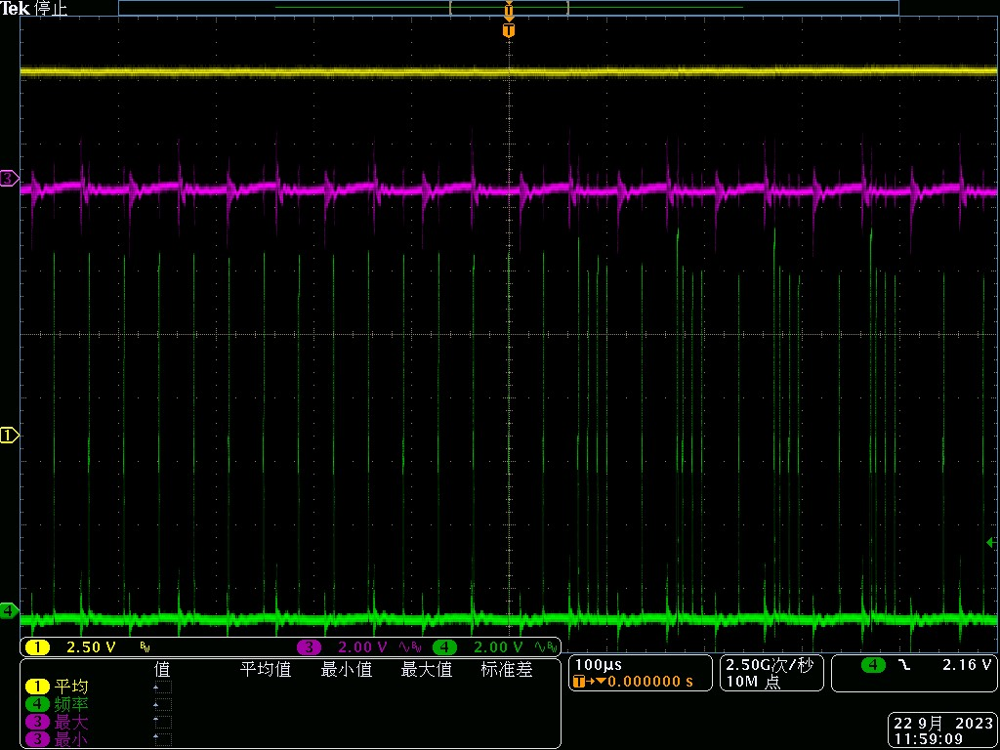 Tek 停止
T
T
3
1
4
1 2.50 V BW 3 2.00 V ∿BW 4 2.00 V ∿BW
值 平均值 最小值 最大值 标准差
1 平均
4 频率
3 最大
3 最小
100µs
T→▼0.000000 s
2.50G次/秒
10M 点
4 2.16 V
22 9月 2023
11:59:09